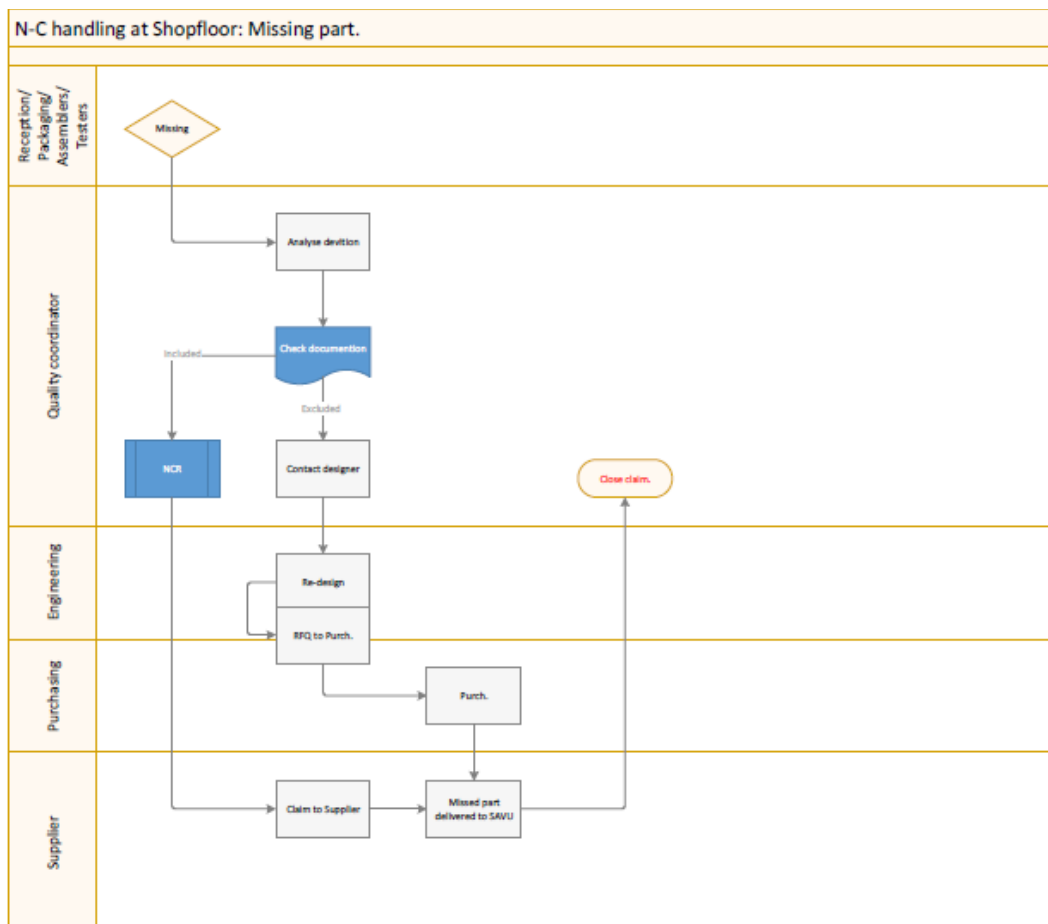 N-C handling at Shopfloor: Missing part.
Reception/
Packaging/
Assemblers/
Testers
Missing
Quality coordinator
Analyse devition
Check documention
Included
Excluded
NCR
Contact designer
Close claim.
Engineering
Re-design
RFQ to Purch.
Purchasing
Purch.
Supplier
Claim to Supplier
Missed part
delivered to SAVU